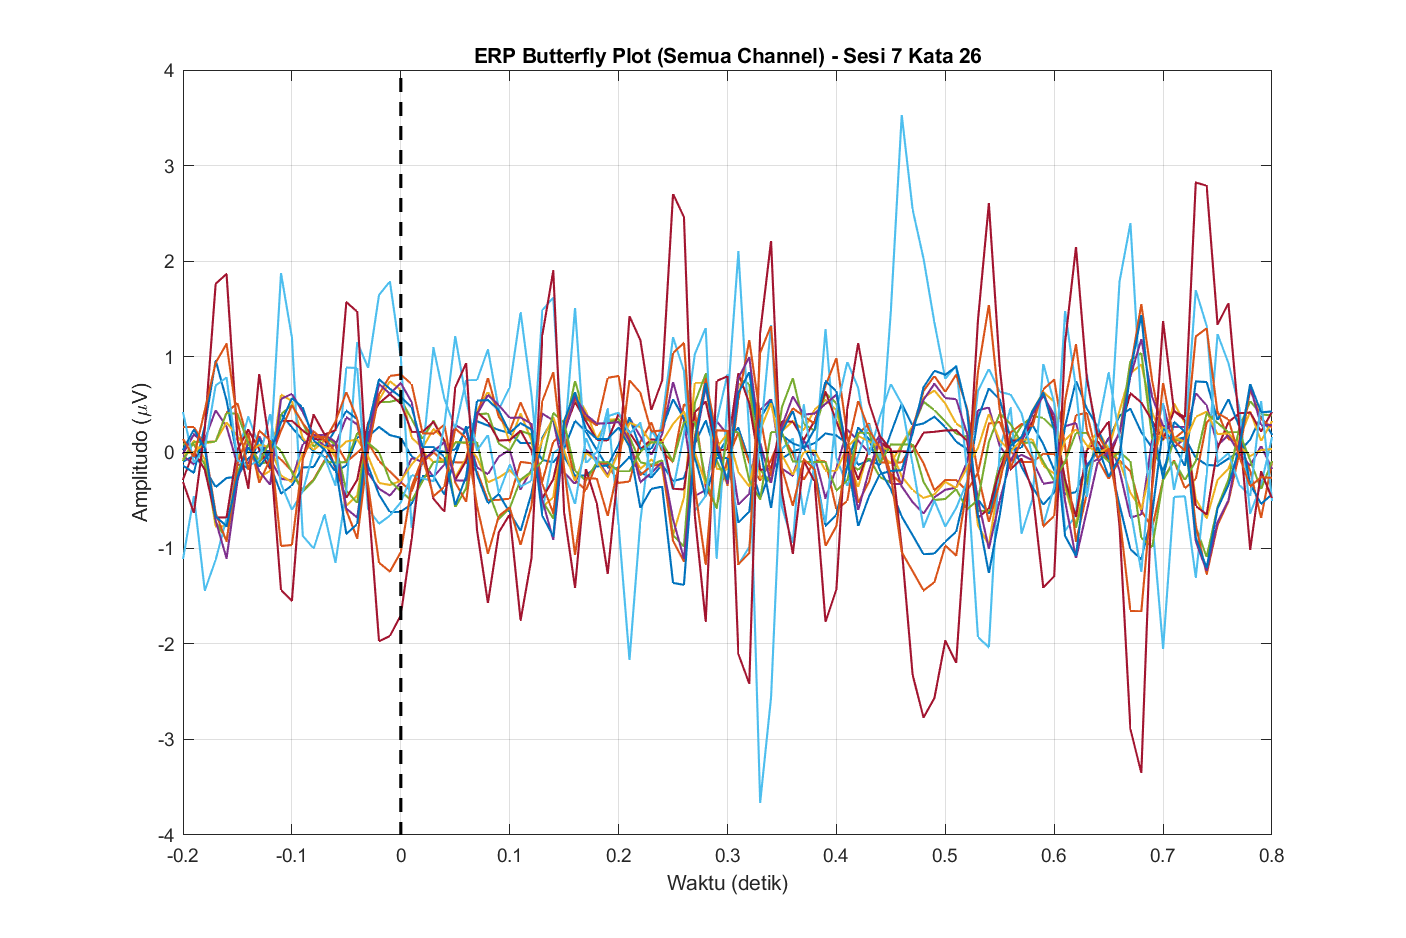 ERP Butterfly Plot (Semua Channel) - Sesi 7 Kata 26
4
3
2
1
0
-1
-2
-3
-4
Amplitudo (μV)
-0.2 -0.1 0 0.1 0.2 0.3 0.4 0.5 0.6 0.7 0.8
Waktu (detik)